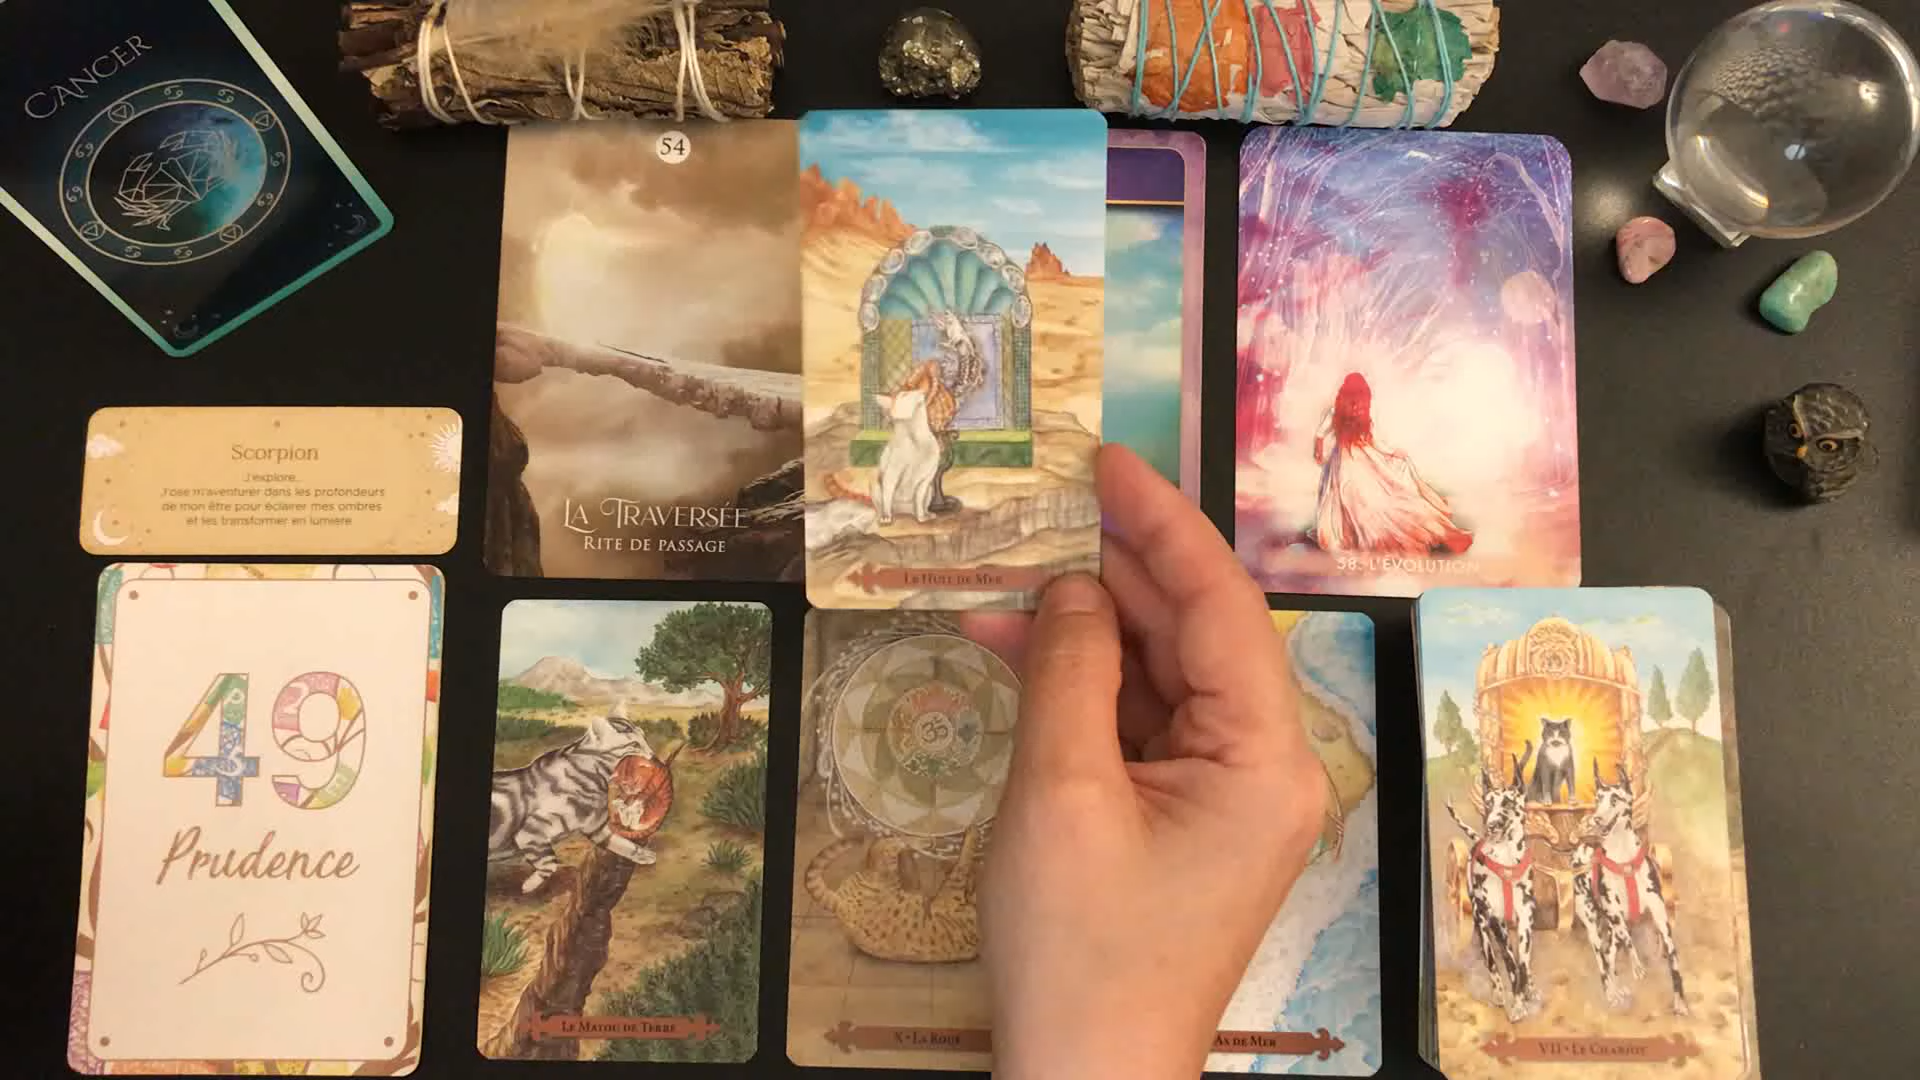 CANCER
54
LA TRAVERSÉE
RITE DE PASSAGE
LE HUIT DE MER
58. L'ÉVOLUTION
Scorpion
J'explore...
J'ose m'aventurer dans les profondeurs
de mon être pour éclairer mes ombres
et les transformer en lumière
49
Prudence
LE MATOU DE TERRE
X • LA ROUE
AS DE MER
VII • LE CHARIOT